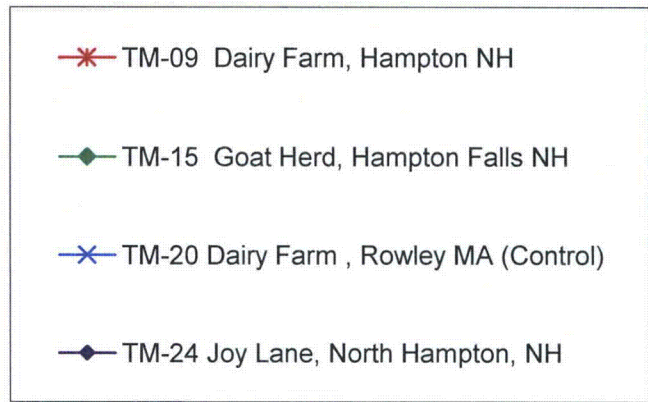 TM-09 Dairy Farm, Hampton NH
TM-15 Goat Herd, Hampton Falls NH
TM-20 Dairy Farm , Rowley MA (Control)
TM-24 Joy Lane, North Hampton, NH